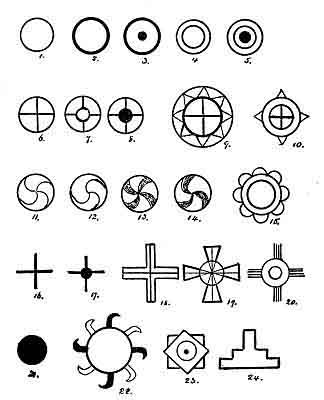 1. 2. 3. 4. 5.
6. 7. 8. 9. 10.
11. 12. 13. 14. 15.
16. 17. 18. 19. 20.
21. 22. 23. 24.